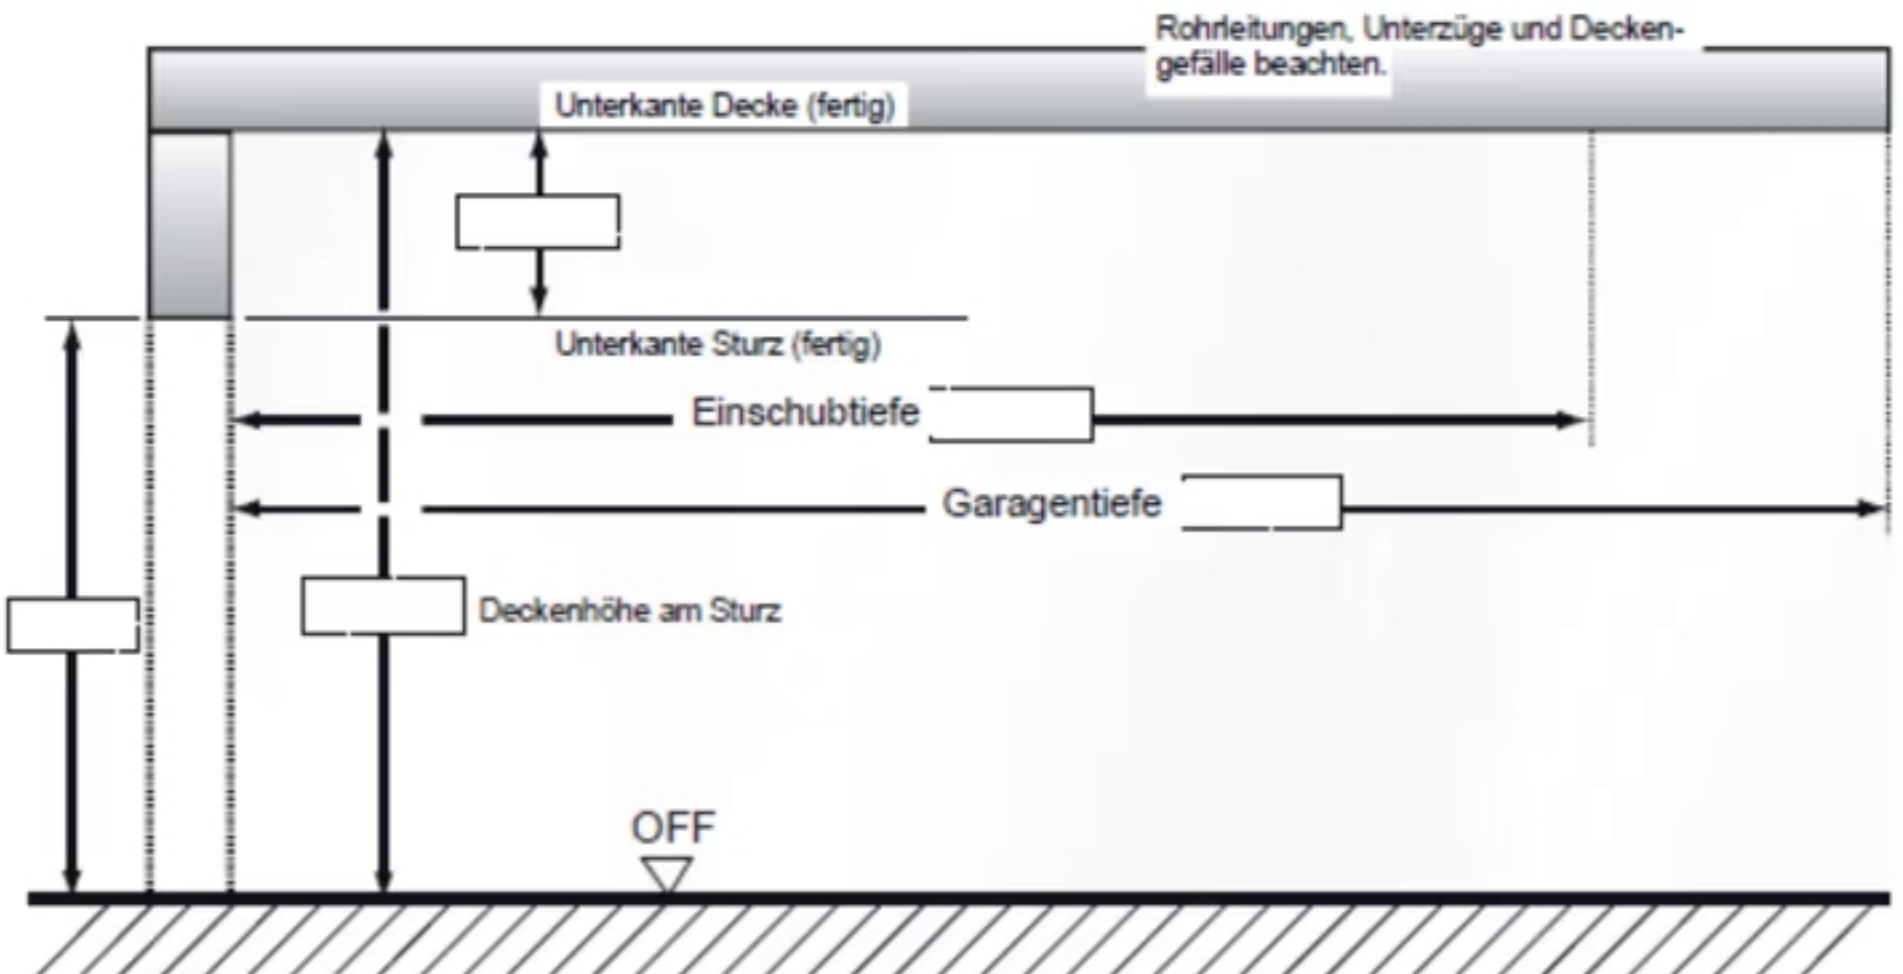 Rohrleitungen, Unterzüge und Decken-
gefälle beachten.
Unterkante Decke (fertig)
Unterkante Sturz (fertig)
Einschubtiefe
Garagentiefe
Deckenhöhe am Sturz
OFF